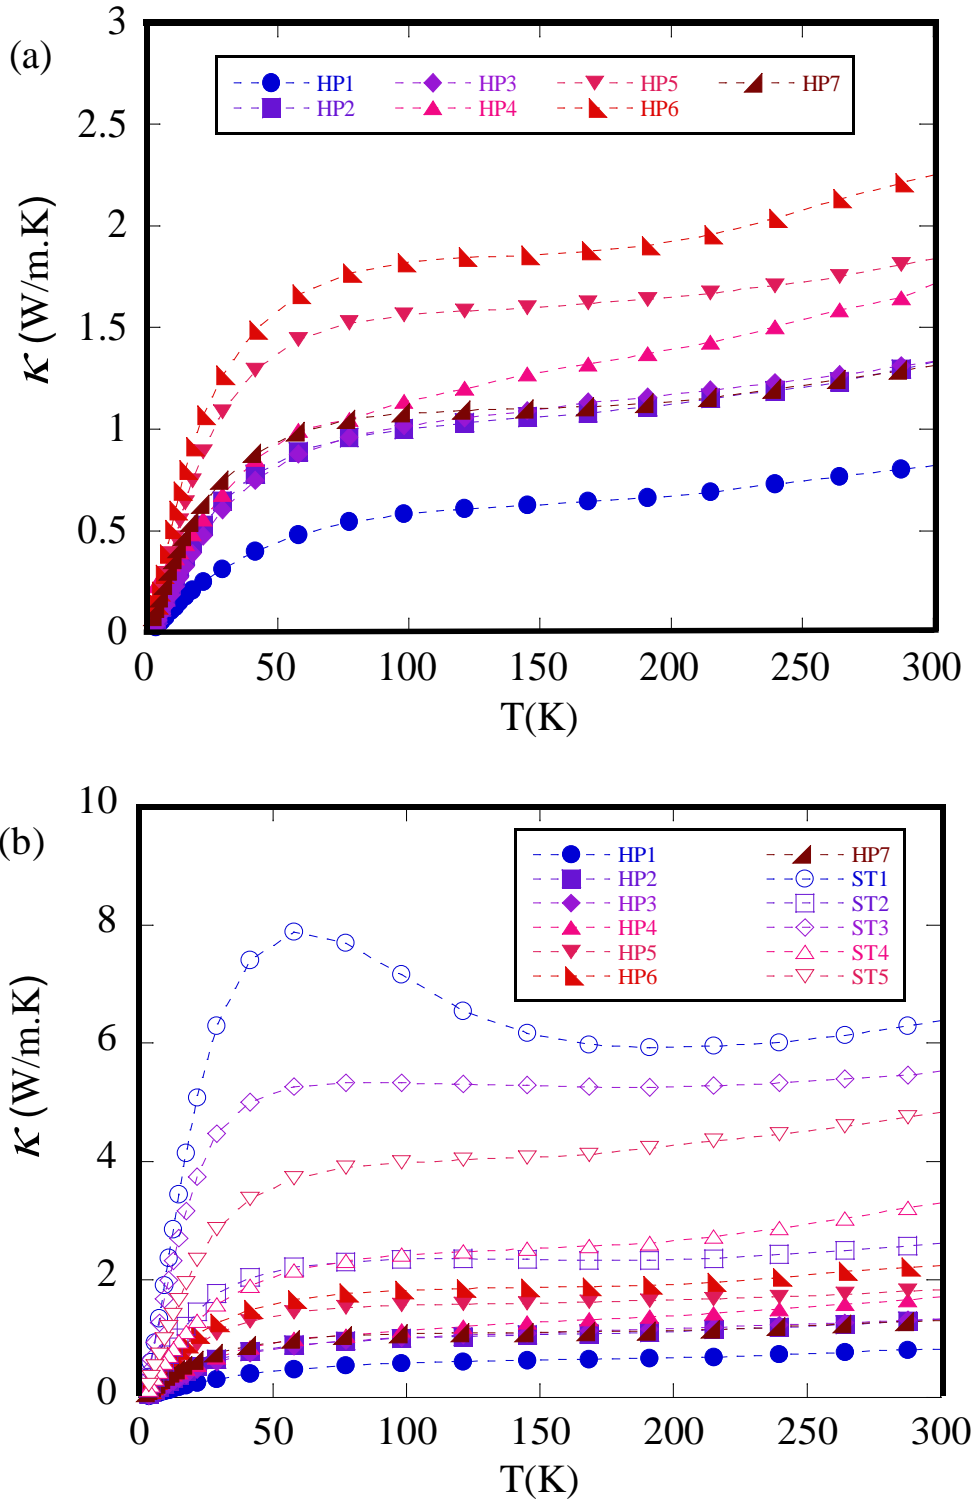 (a)
3
2.5
2
1.5
1
0.5
0
HP1 HP3 HP5 HP7
HP2 HP4 HP6
κ (W/m.K)
0 50 100 150 200 250 300
T(K)
(b)
10
8
6
4
2
0
HP1 HP7
HP2 ST1
HP3 ST2
HP4 ST3
HP5 ST4
HP6 ST5
κ (W/m.K)
0 50 100 150 200 250 300
T(K)